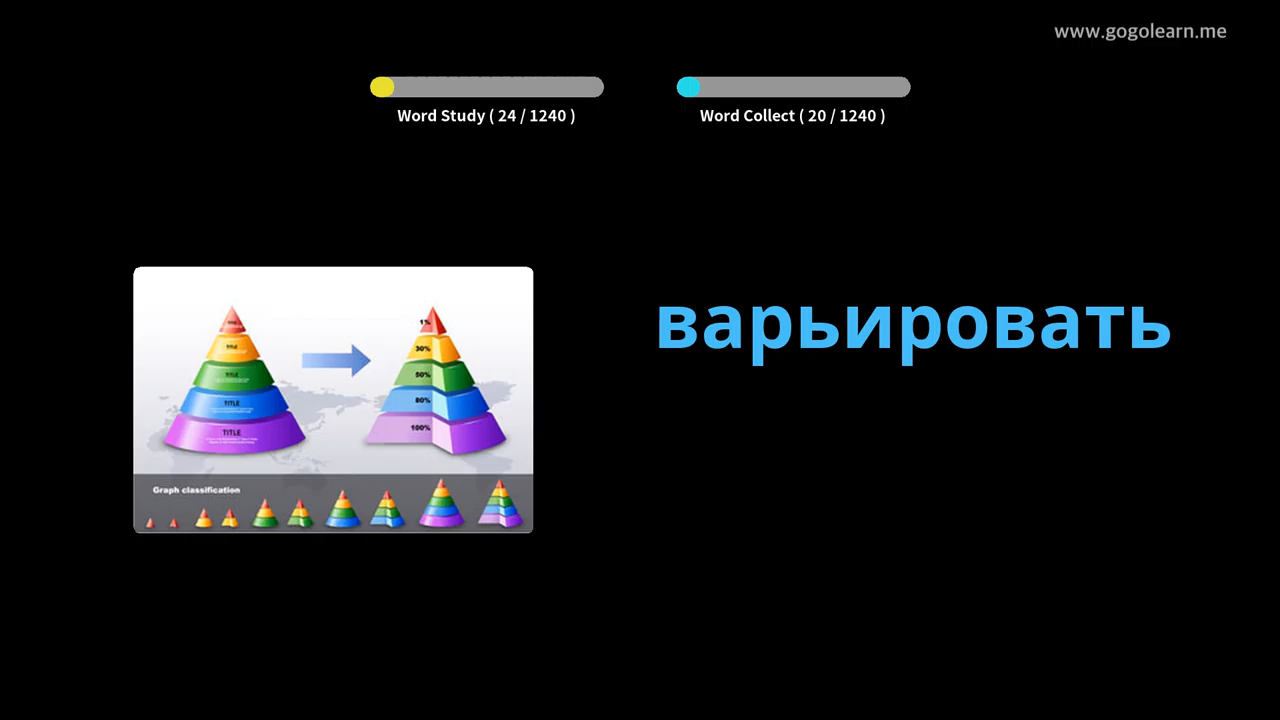 www.gogolearn.me
Word Study ( 24 / 1240 )
Word Collect ( 20 / 1240 )
варьировать
TITLE
TITLE
TITLE
TITLE
1%
30%
50%
80%
100%
Graph classification